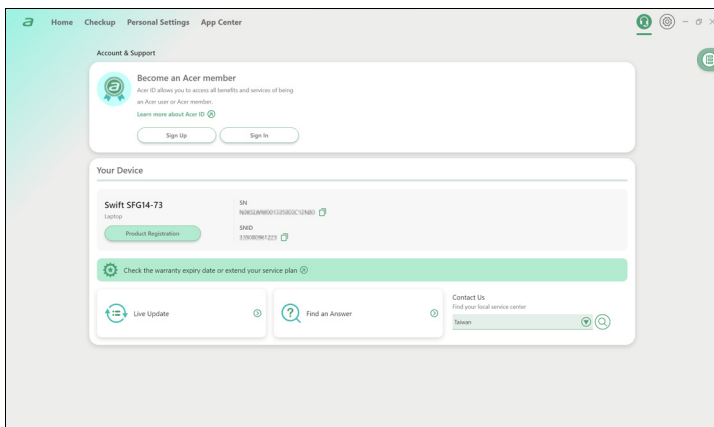 Home Checkup Personal Settings App Center
Account & Support
Become an Acer member
Acer ID allows you to access all benefits and services of being
an Acer user or Acer member.
Learn more about Acer ID
Sign Up Sign In
Your Device
Swift SFG14-73
Laptop
Product Registration
SN
SNID
Check the warranty expiry date or extend your service plan
Live Update
Find an Answer
Contact Us
Find your local service center
Taiwan